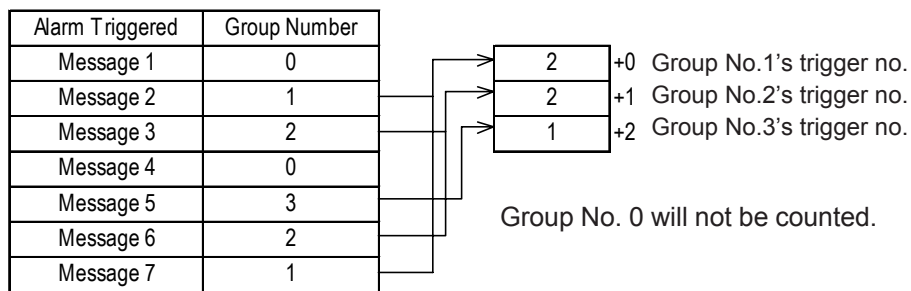 Alarm Triggered Group Number
Message 1 0
Message 2 1
Message 3 2
Message 4 0
Message 5 3
Message 6 2
Message 7 1
2 +0 Group No.1's trigger no.
2 +1 Group No.2's trigger no.
1 +2 Group No.3's trigger no.
Group No. 0 will not be counted.